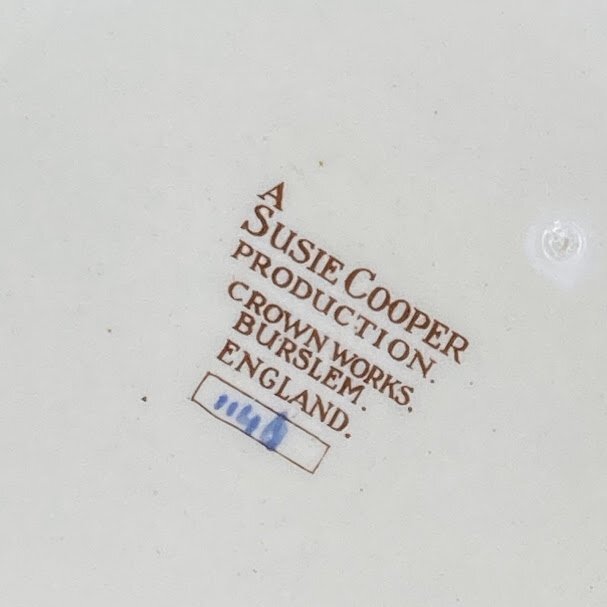 A
SUSIE COOPER
PRODUCTION.
CROWN WORKS,
BURSLEM.
ENGLAND.